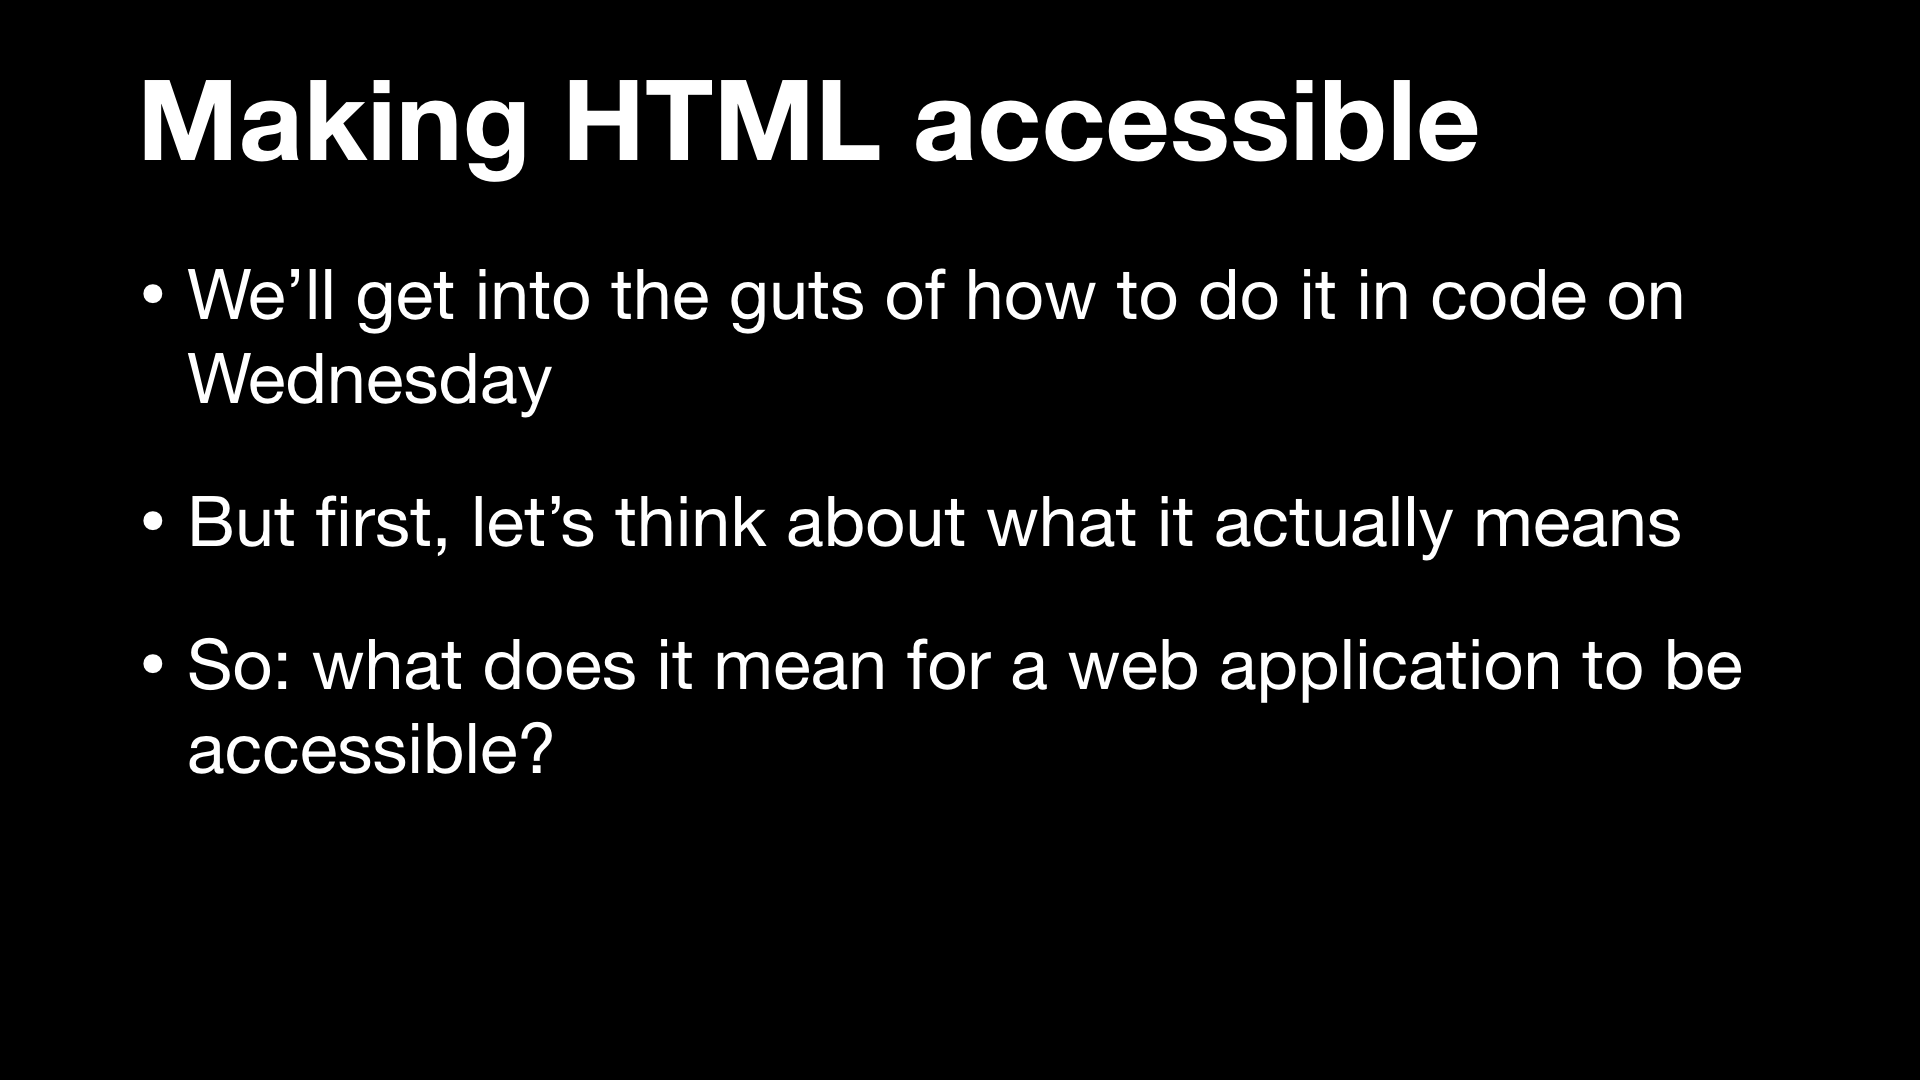 Making HTML accessible
• We’ll get into the guts of how to do it in code on
Wednesday
• But first, let’s think about what it actually means
• So: what does it mean for a web application to be
accessible?